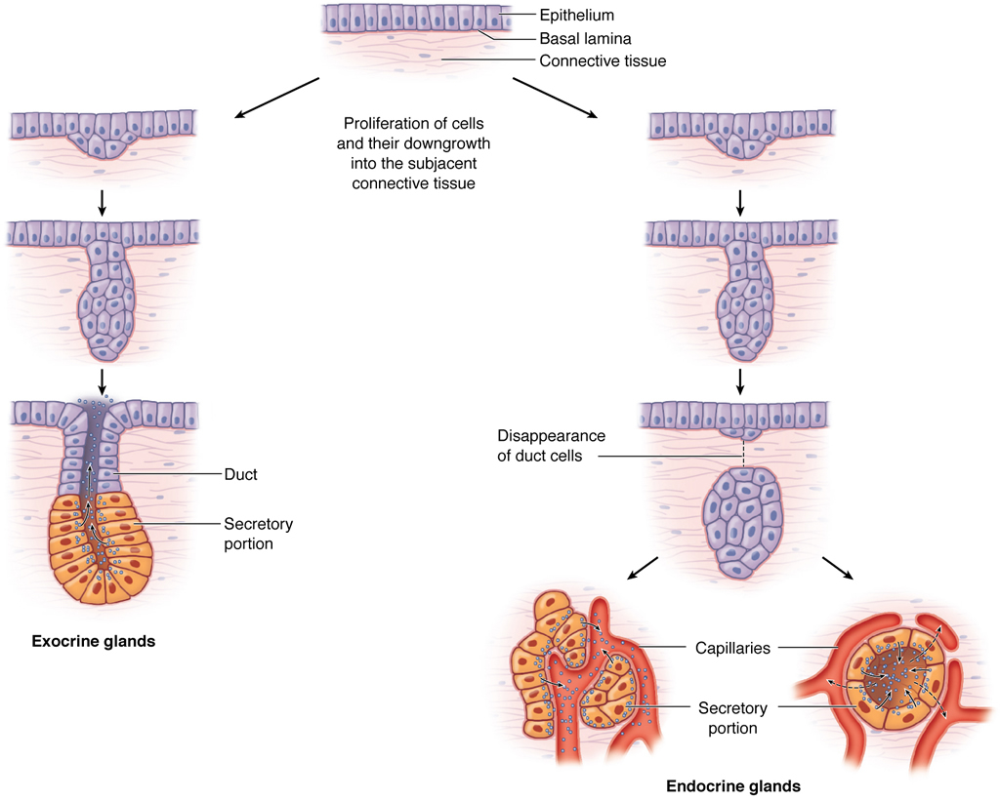 Epithelium
Basal lamina
Connective tissue
Proliferation of cells
and their downgrowth
into the subjacent
connective tissue
Disappearance
of duct cells
Duct
Secretory
portion
Exocrine glands
Capillaries
Secretory
portion
Endocrine glands